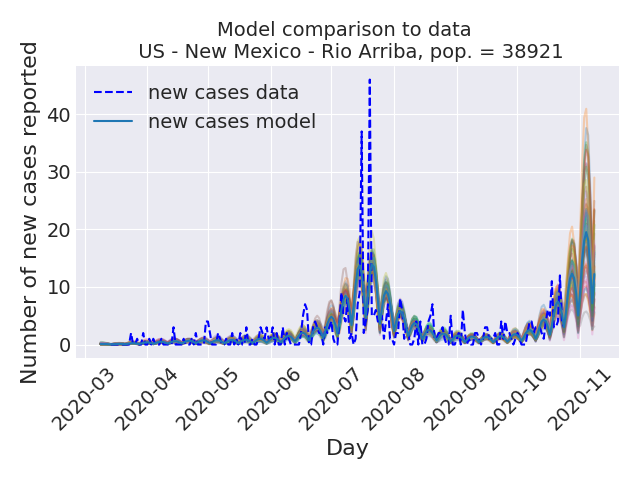 Model comparison to data
US - New Mexico - Rio Arriba, pop. = 38921
Number of new cases reported
new cases data
new cases model
40
30
20
10
0
2020-03
2020-04
2020-05
2020-06
2020-07
2020-08
2020-09
2020-10
2020-11
Day